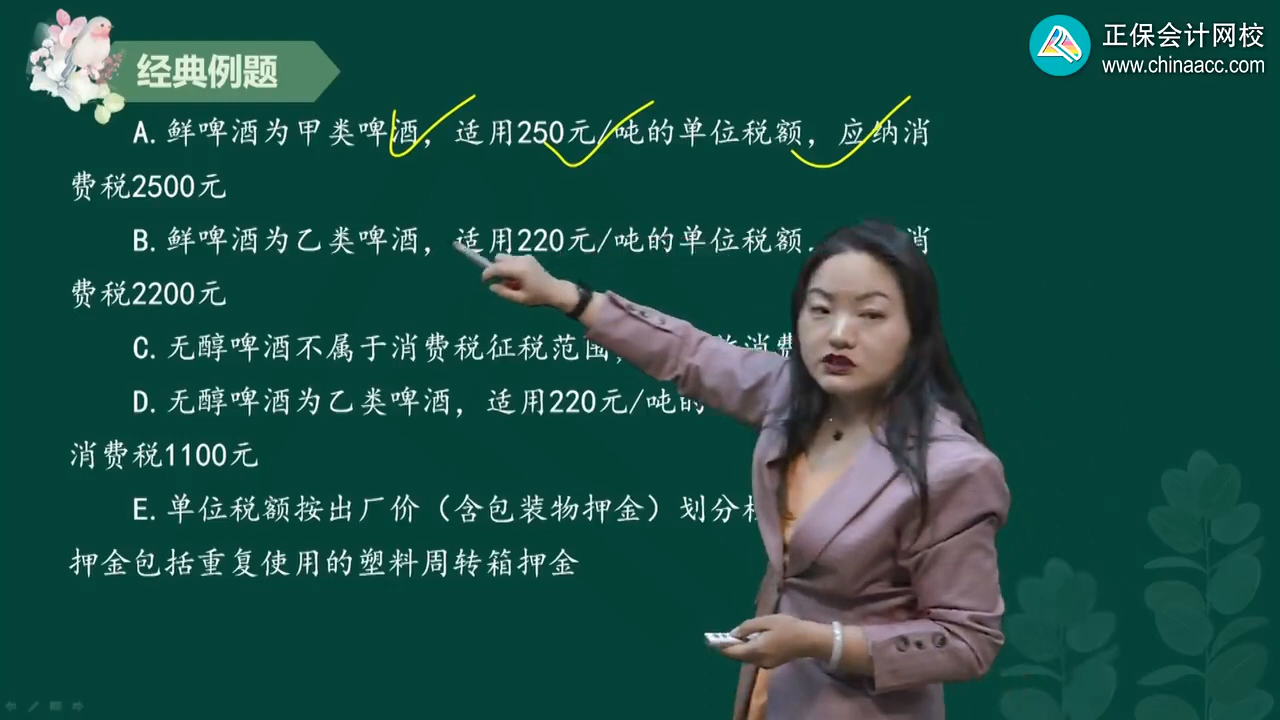 正保会计网校
www.chinaacc.com
经典例题
A.鲜啤酒为甲类啤酒，适用250元/吨的单位税额，应纳消
费税2500元
B.鲜啤酒为乙类啤酒，适用220元/吨的单位税额 消
费税2200元
C.无醇啤酒不属于消费税征税范围， 消费
D.无醇啤酒为乙类啤酒，适用220元/吨的
消费税1100元
E.单位税额按出厂价（含包装物押金）划分
押金包括重复使用的塑料周转箱押金